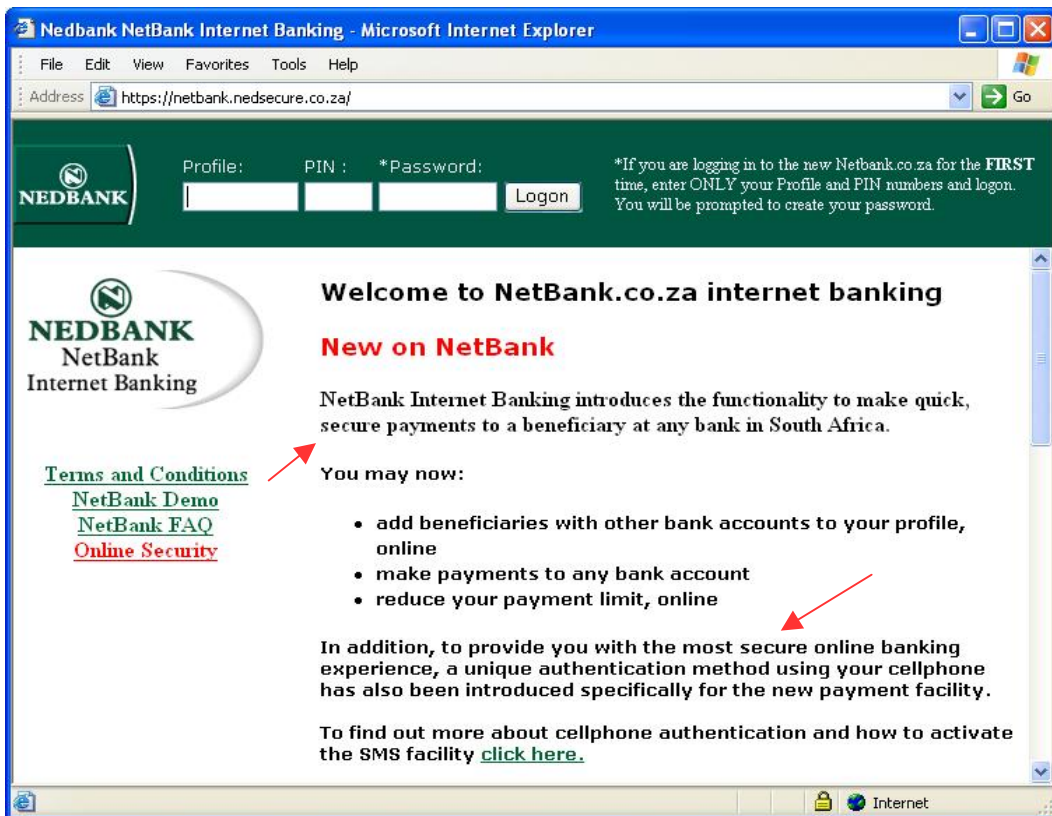 Nedbank NetBank Internet Banking - Microsoft Internet Explorer
File Edit View Favorites Tools Help
Address https://netbank.nedsecure.co.za/ Go
NEDBANK
Profile: PIN : *Password:
Logon
*If you are logging in to the new Netbank.co.za for the FIRST
time, enter ONLY your Profile and PIN numbers and logon.
You will be prompted to create your password.
NEDBANK
NetBank
Internet Banking
Terms and Conditions
NetBank Demo
NetBank FAQ
Online Security
Welcome to NetBank.co.za internet banking
New on NetBank
NetBank Internet Banking introduces the functionality to make quick,
secure payments to a beneficiary at any bank in South Africa.
You may now:
• add beneficiaries with other bank accounts to your profile,
online
• make payments to any bank account
• reduce your payment limit, online
In addition, to provide you with the most secure online banking
experience, a unique authentication method using your cellphone
has also been introduced specifically for the new payment facility.
To find out more about cellphone authentication and how to activate
the SMS facility click here.
Internet